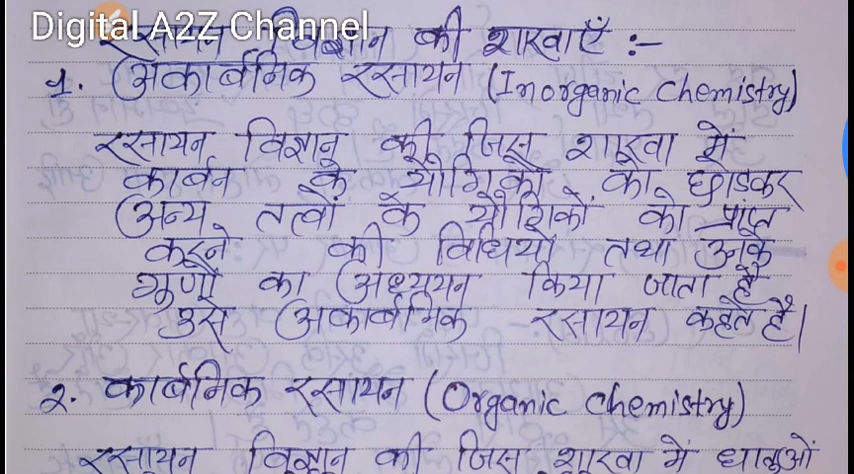 Digital A2Z Channel
रसायन विज्ञान की शाखाएँ :-
1. अकार्बनिक रसायन (Inorganic Chemistry)
रसायन विज्ञान की जिस शाखा में
कार्बन के यौगिकों को छोडकर
अन्य तत्वों के यौगिकों को प्राप्त
करने की विधियों तथा उनके
गुणों का अध्ययन किया जाता है
उसे अकार्बनिक रसायन कहते है।
2. कार्बनिक रसायन (Organic Chemistry)
रसायन विज्ञान की जिस शाखा में धातुओं